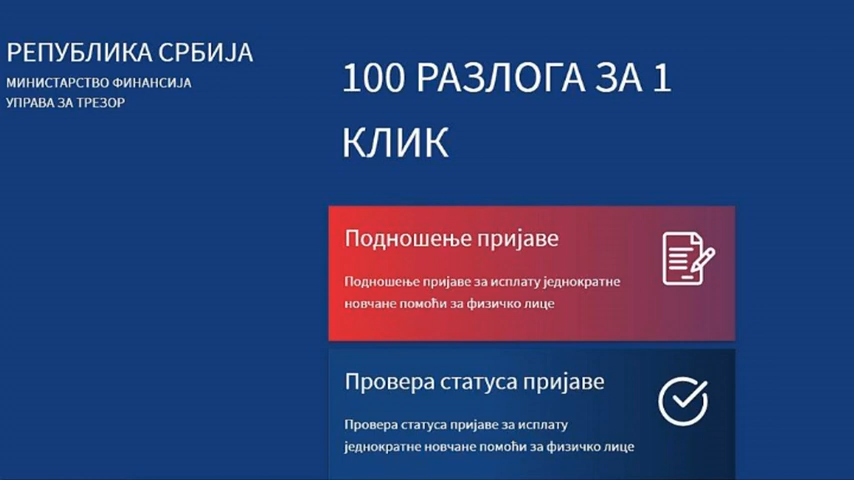 РЕПУБЛИКА СРБИЈА
МИНИСТАРСТВО ФИНАНСИЈА
УПРАВА ЗА ТРЕЗОР
100 РАЗЛОГА ЗА 1
КЛИК
Подношење пријаве
Подношење пријаве за исплату једнократне
новчане помоћи за физичко лице
Провера статуса пријаве
Провера статуса пријаве за исплату
једнократне новчане помоћи за физичко лице